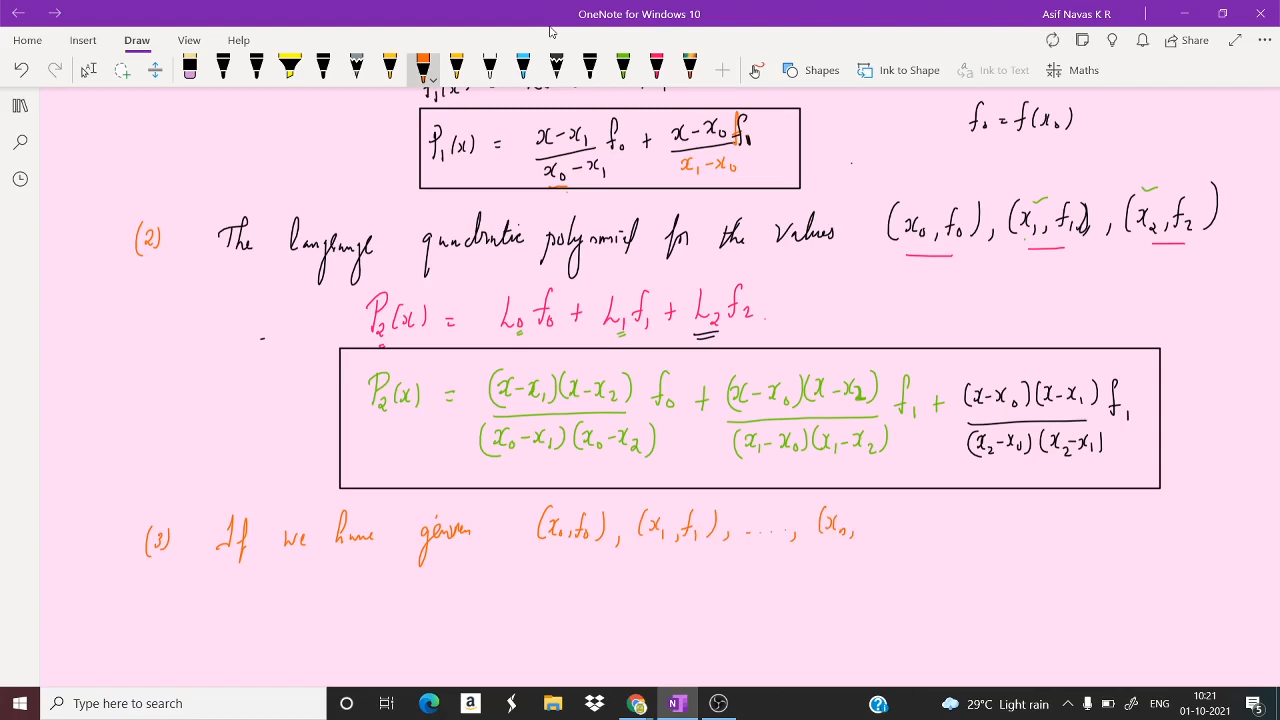 OneNote for Windows 10
Asif Navas K R
Home Insert Draw View Help
Share
Shapes Ink to Shape Ink to Text Maths
P₁(x) = (x-x₁)/(x₀-x₁) f₀ + (x-x₀)/(x₁-x₀) f₁
f₀ = f(x₀)
(2) The langrange quadratic polynomial for the values (x₀, f₀), (x₁, f₁), (x₂, f₂)
P₂(x) = L₀f₀ + L₁f₁ + L₂f₂.
P₂(x) = (x-x₁)(x-x₂)/(x₀-x₁)(x₀-x₂) f₀ + (x-x₀)(x-x₂)/(x₁-x₀)(x₁-x₂) f₁ + (x-x₀)(x-x₁)/(x₂-x₀)(x₂-x₁) f₁
(3) If we have given (x₀, f₀), (x₁, f₁), ...., (xₙ,
Type here to search
29°C Light rain
ENG
10:21
01-10-2021